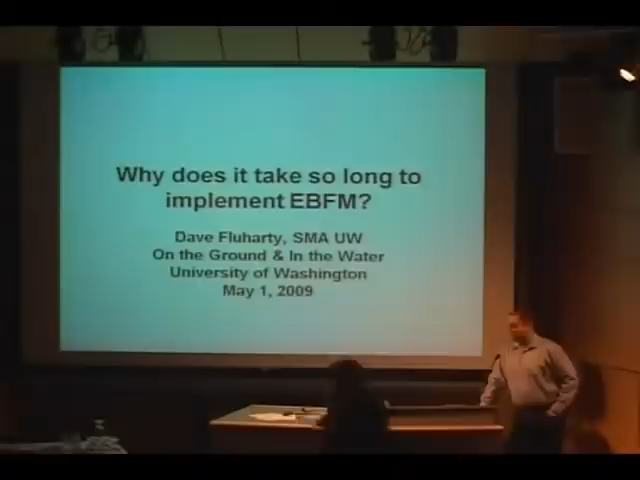 Why does it take so long to
implement EBFM?
Dave Fluharty, SMA UW
On the Ground & In the Water
University of Washington
May 1, 2009